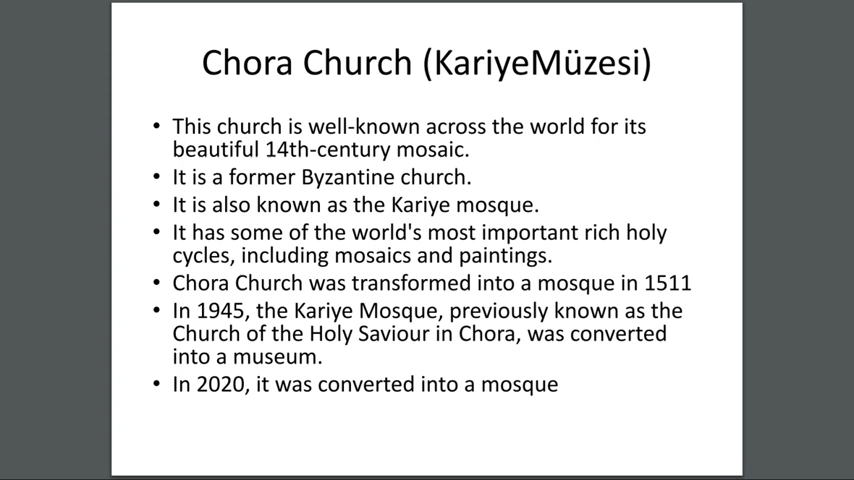 Chora Church (KariyeMüzesi)
• This church is well-known across the world for its
beautiful 14th-century mosaic.
• It is a former Byzantine church.
• It is also known as the Kariye mosque.
• It has some of the world's most important rich holy
cycles, including mosaics and paintings.
• Chora Church was transformed into a mosque in 1511
• In 1945, the Kariye Mosque, previously known as the
Church of the Holy Saviour in Chora, was converted
into a museum.
• In 2020, it was converted into a mosque